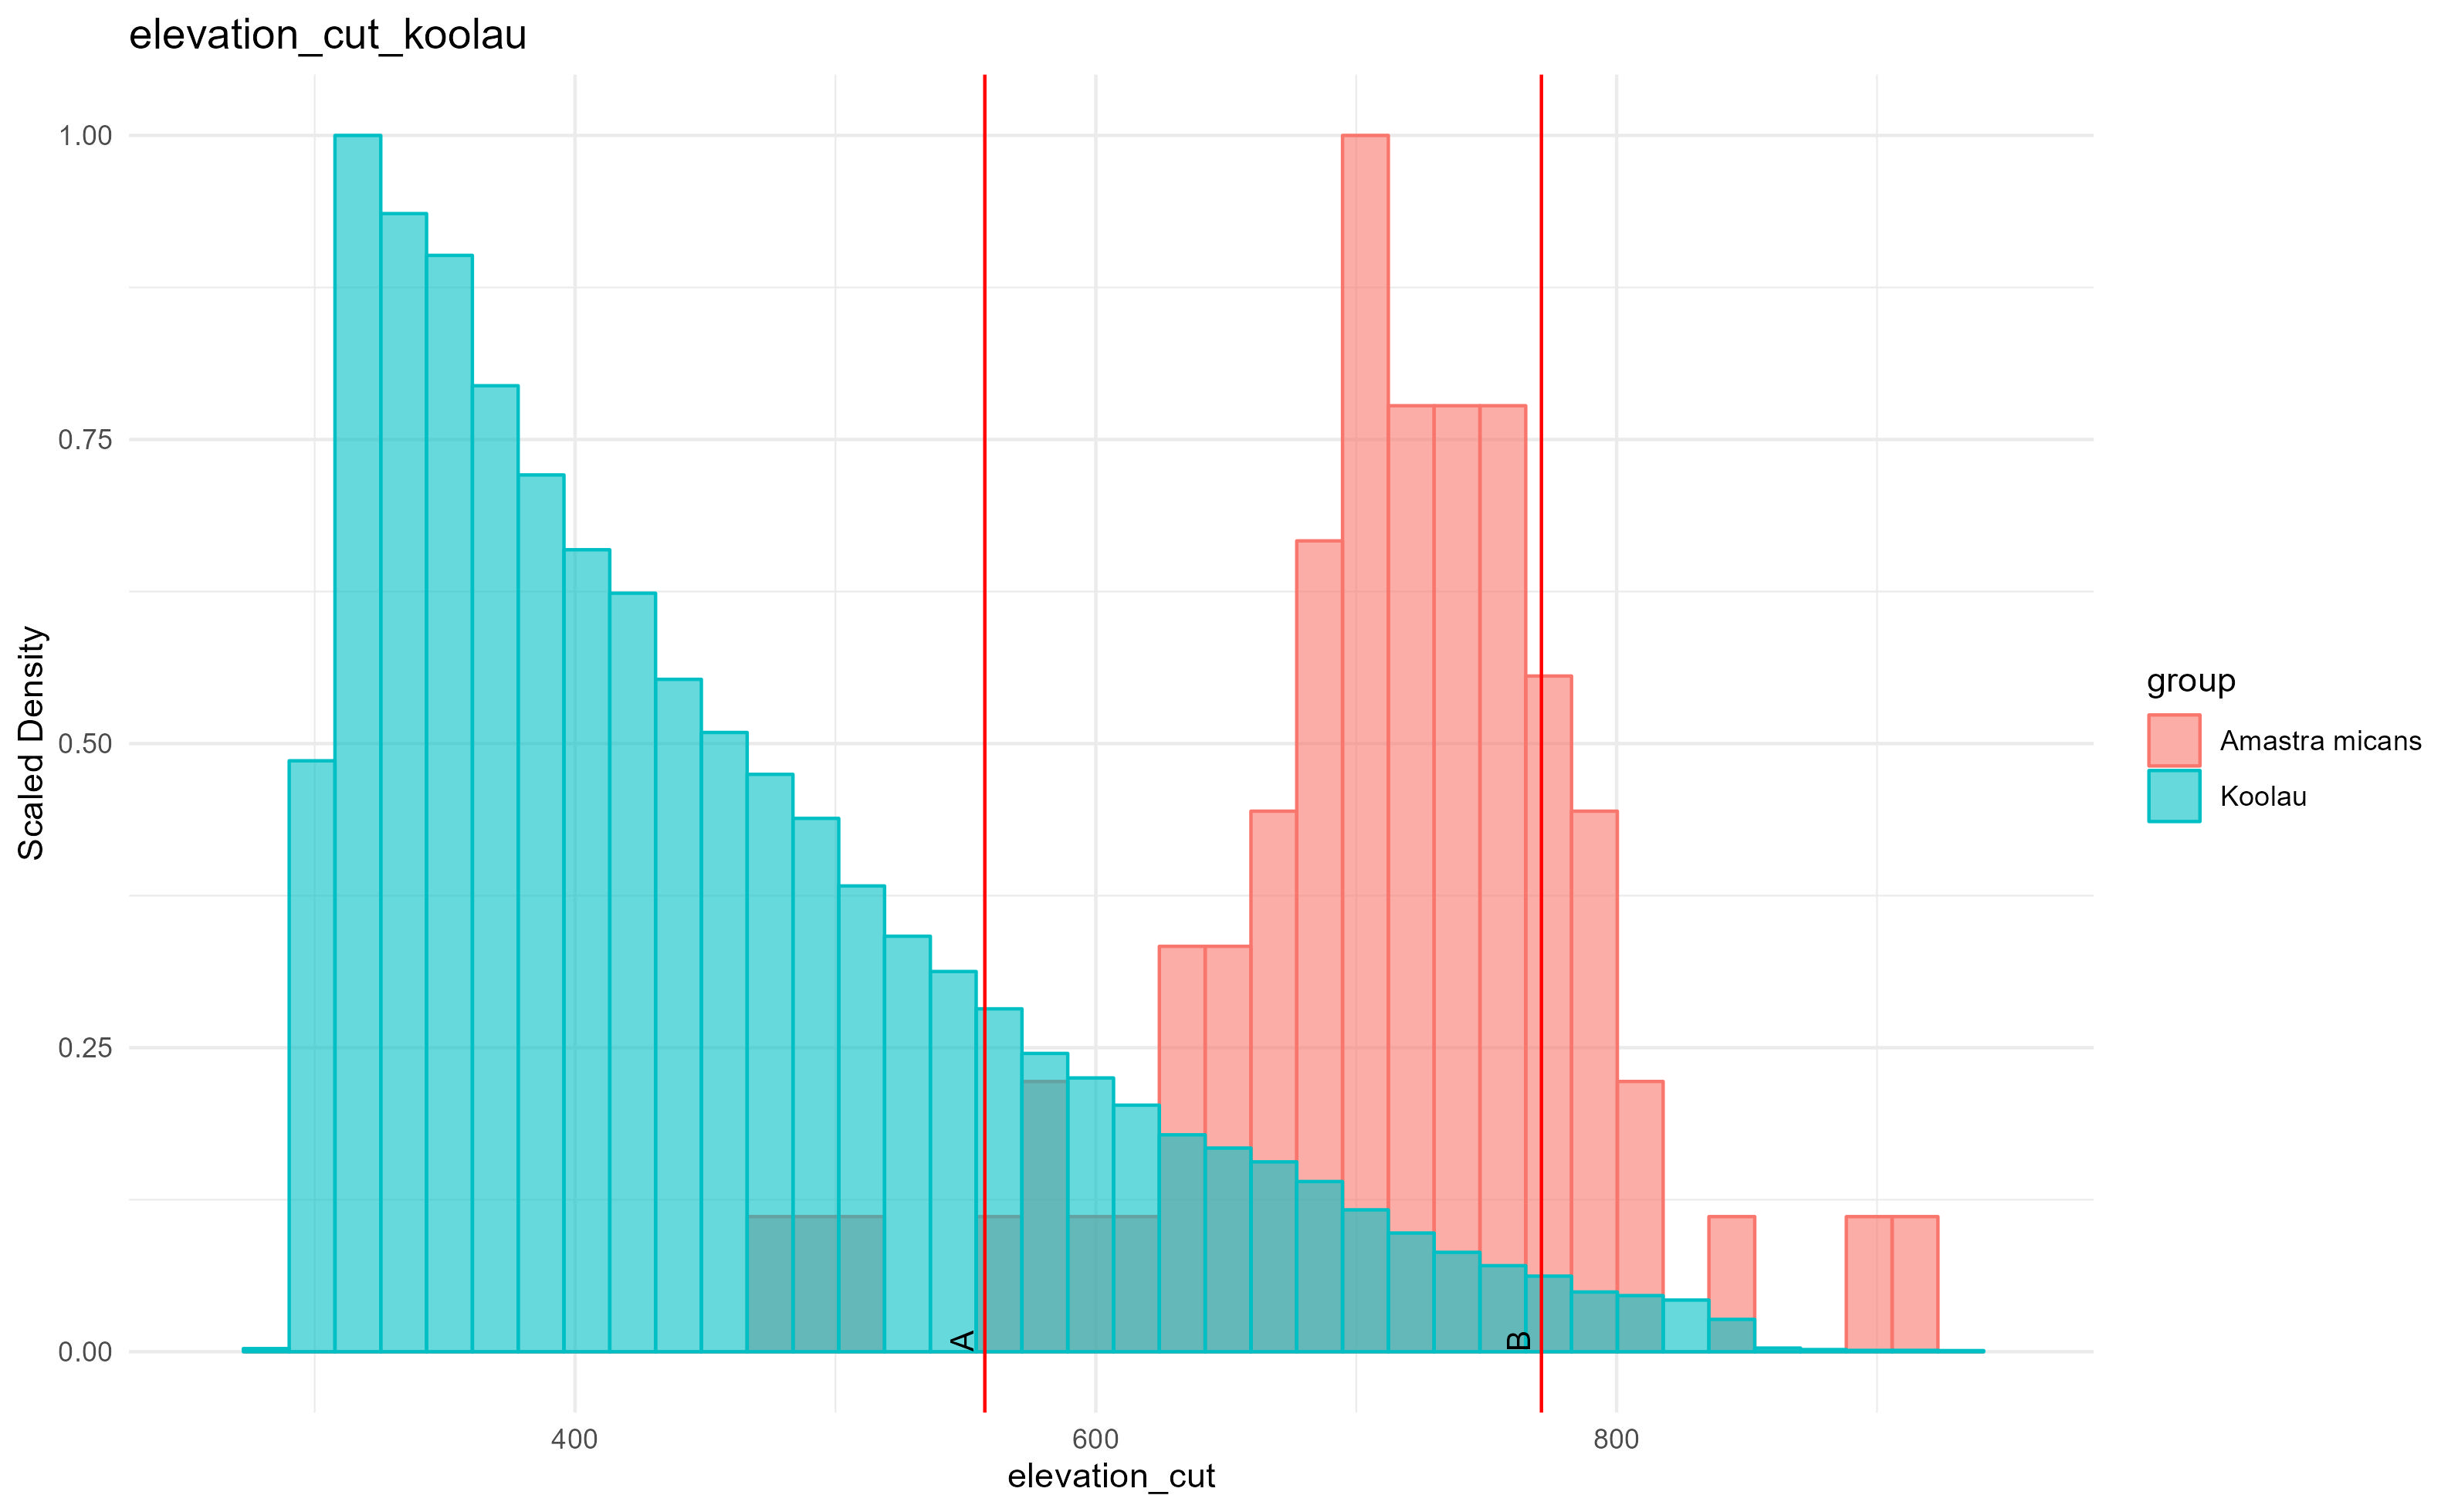 elevation_cut_koolau
1.00
0.75
0.50
0.25
0.00
Scaled Density
A
B
400
600
800
elevation_cut
group
Amastra micans
Koolau